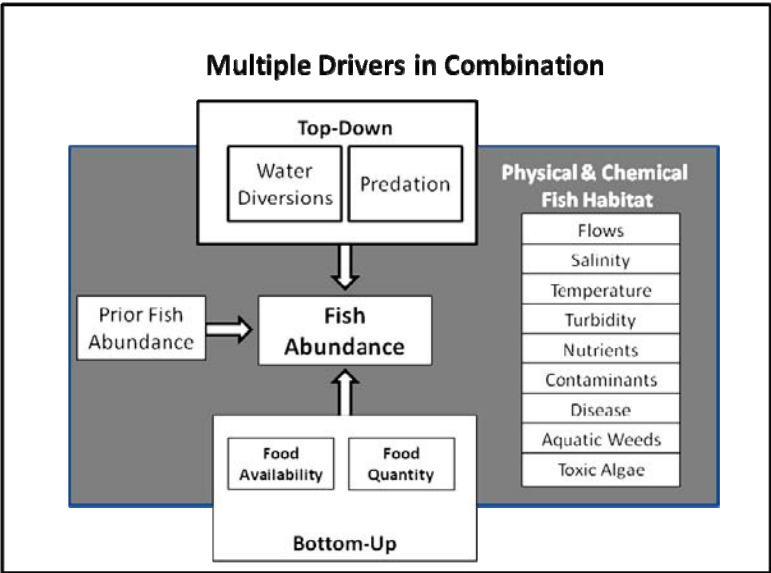 Multiple Drivers in Combination
Top-Down
Water
Diversions
Predation
Prior Fish
Abundance
Fish
Abundance
Food
Availability
Food
Quantity
Bottom-Up
Physical & Chemical
Fish Habitat
Flows
Salinity
Temperature
Turbidity
Nutrients
Contaminants
Disease
Aquatic Weeds
Toxic Algae